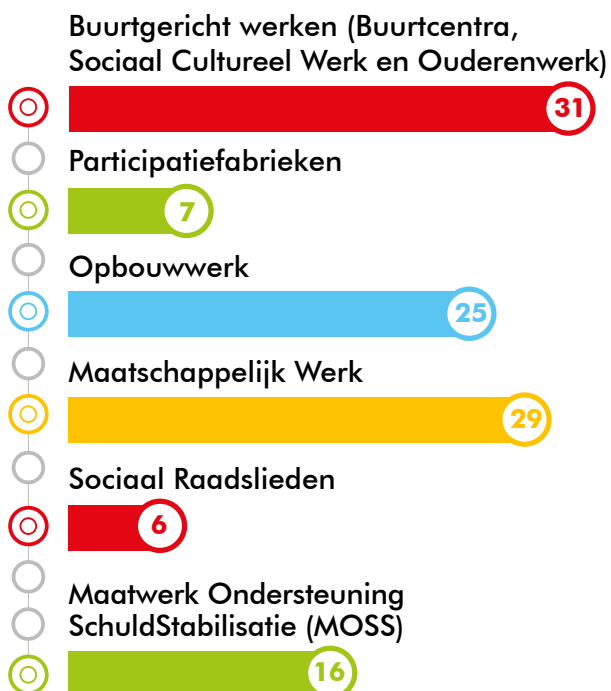 Buurtgericht werken (Buurtcentra,
Sociaal Cultureel Werk en Ouderenwerk)
31
Participatiefabrieken
7
Opbouwwerk
25
Maatschappelijk Werk
29
Sociaal Raadslieden
6
Maatwerk Ondersteuning
SchuldStabilisatie (MOSS)
16